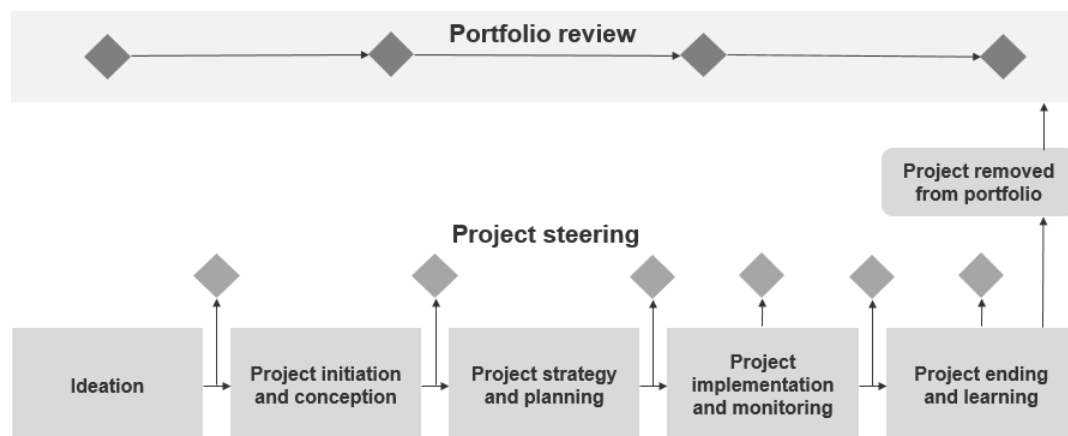 Portfolio review
Project removed
from portfolio
Project steering
Ideation
Project initiation
and conception
Project strategy
and planning
Project
implementation
and monitoring
Project ending
and learning